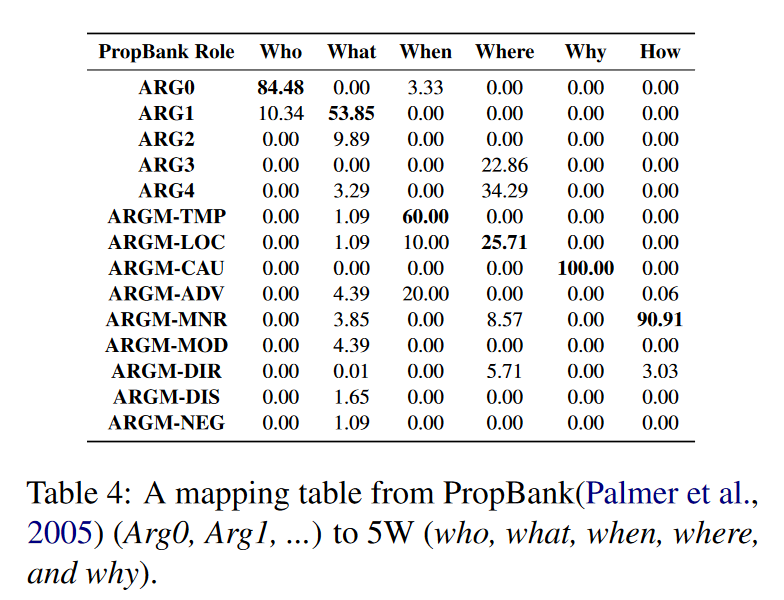 PropBank Role Who What When Where Why How
ARG0 84.48 0.00 3.33 0.00 0.00 0.00
ARG1 10.34 53.85 0.00 0.00 0.00 0.00
ARG2 0.00 9.89 0.00 0.00 0.00 0.00
ARG3 0.00 0.00 0.00 22.86 0.00 0.00
ARG4 0.00 3.29 0.00 34.29 0.00 0.00
ARGM-TMP 0.00 1.09 60.00 0.00 0.00 0.00
ARGM-LOC 0.00 1.09 10.00 25.71 0.00 0.00
ARGM-CAU 0.00 0.00 0.00 0.00 100.00 0.00
ARGM-ADV 0.00 4.39 20.00 0.00 0.00 0.06
ARGM-MNR 0.00 3.85 0.00 8.57 0.00 90.91
ARGM-MOD 0.00 4.39 0.00 0.00 0.00 0.00
ARGM-DIR 0.00 0.01 0.00 5.71 0.00 3.03
ARGM-DIS 0.00 1.65 0.00 0.00 0.00 0.00
ARGM-NEG 0.00 1.09 0.00 0.00 0.00 0.00
Table 4: A mapping table from PropBank(Palmer et al.,
2005) (Arg0, Arg1, ...) to 5W (who, what, when, where,
and why).